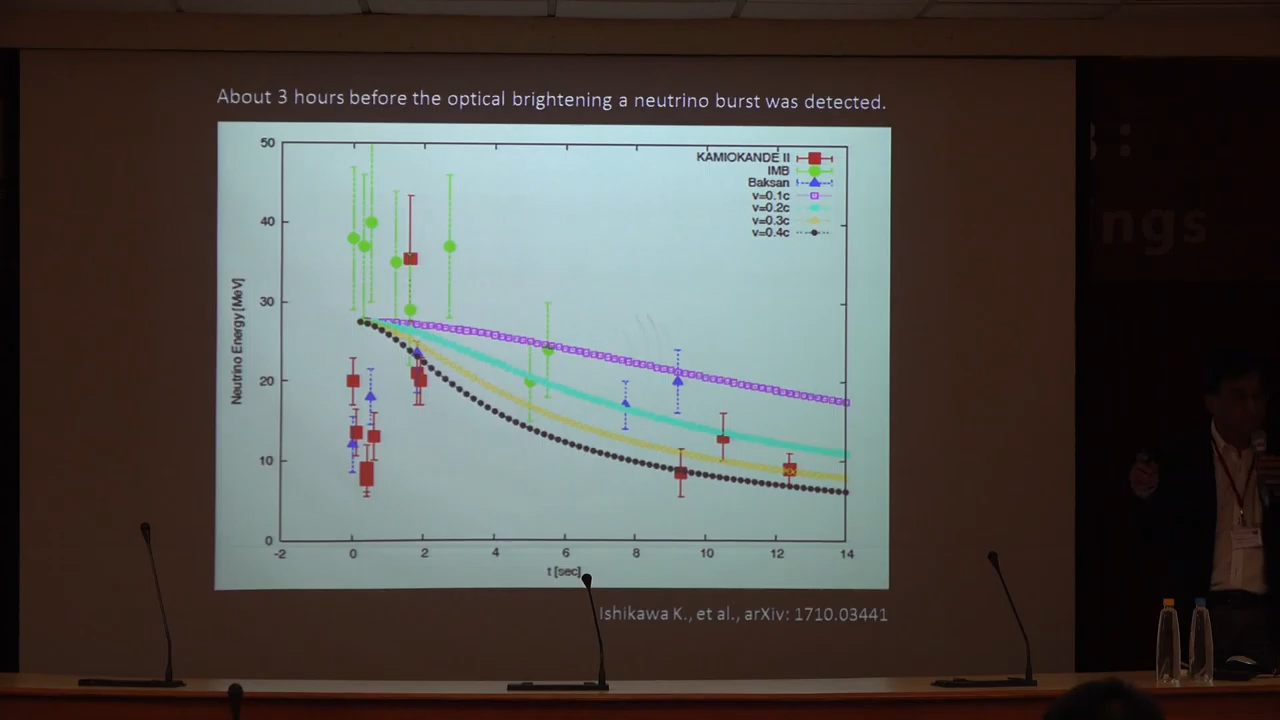 About 3 hours before the optical brightening a neutrino burst was detected.
50
40
30
20
10
0
Neutrino Energy [MeV]
KAMIOKANDE II
IMB
Baksan
v=0.1c
v=0.2c
v=0.3c
v=0.4c
-2 0 2 4 6 8 10 12 14
t [sec]
Ishikawa K., et al., arXiv: 1710.03441
ngs